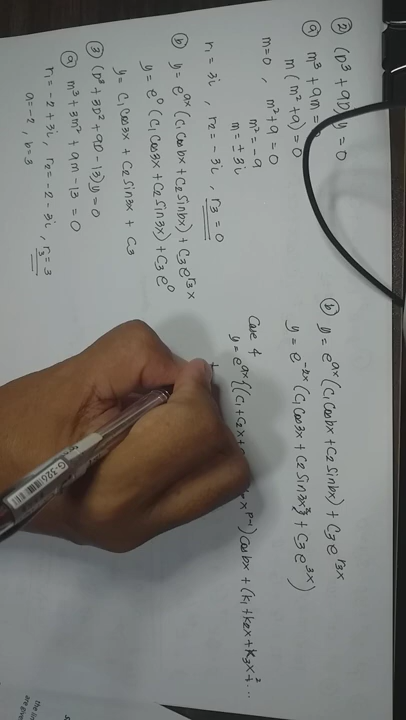 ② (D³ + 9D) y = 0
ⓐ m³ + 9m =
m (m² + 9) = 0
m = 0 , m² + 9 = 0
m² = -9
m = ± 3i
r₁ = 3i , r₂ = -3i , r₃ = 0
ⓑ y = e^ax (C₁ Cos bx + C₂ Sin bx) + C₃ e^r₃x
y = e⁰ (C₁ Cos 3x + C₂ Sin 3x) + C₃ e⁰
y = C₁ Cos 3x + C₂ Sin 3x + C₃
③ (D³ + 3D² + 9D - 13) y = 0
ⓐ m³ + 3m² + 9m - 13 = 0
r₁ = -2 + 3i , r₂ = -2 - 3i , r₃ = 3
a = -2 , b = 3
ⓑ y = e^ax (C₁ Cos bx + C₂ Sin bx) + C₃ e^r₃x
y = e^-2x (C₁ Cos 3x + C₂ Sin 3x + C₃ e^3x)
Case 4
y = e^ax {(C₁ + C₂x + x^p-1) Cos bx + (K₁ + K₂x + K₃x² + ...
G-326